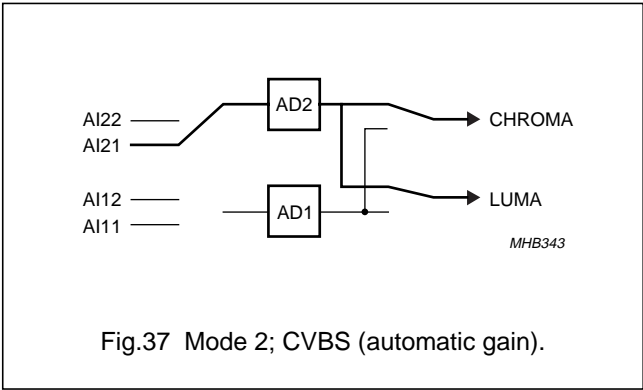 AD2
AI22
CHROMA
AI21
AI12
LUMA
AD1
AI11
MHB343
Fig.37 Mode 2; CVBS (automatic gain).